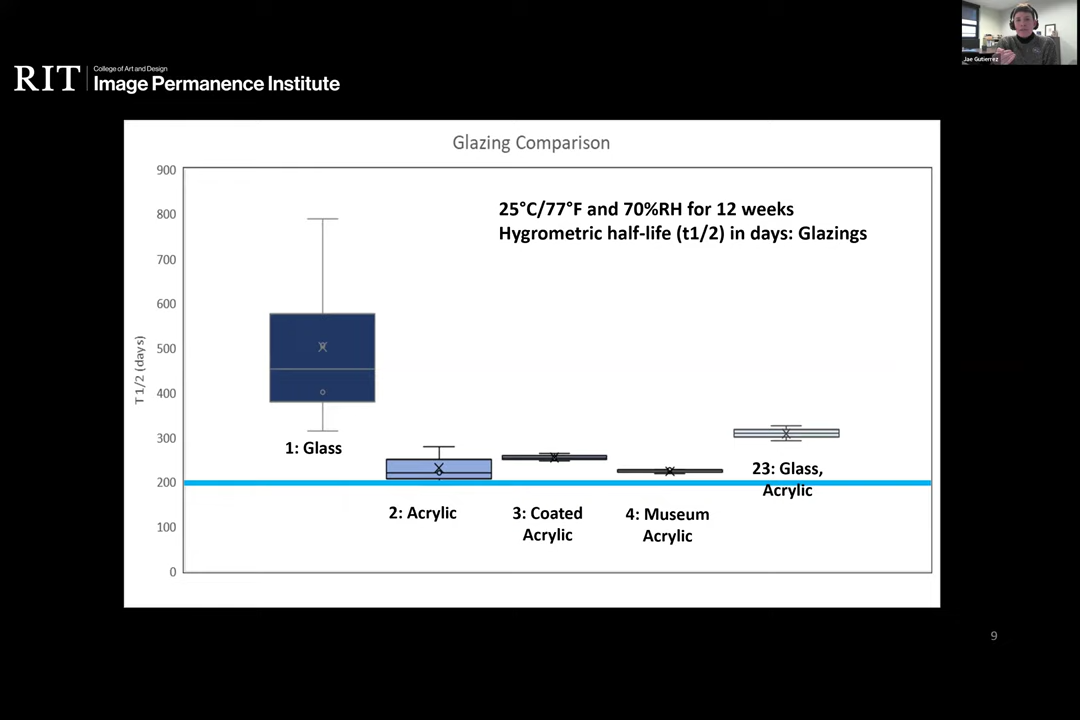 Jae Gutierrez
RIT
College of Art and Design
Image Permanence Institute
Glazing Comparison
900
800
700
600
500
400
300
200
100
0
T 1/2 (days)
25°C/77°F and 70%RH for 12 weeks
Hygrometric half-life (t1/2) in days: Glazings
1: Glass
2: Acrylic
3: Coated
Acrylic
4: Museum
Acrylic
23: Glass,
Acrylic
9